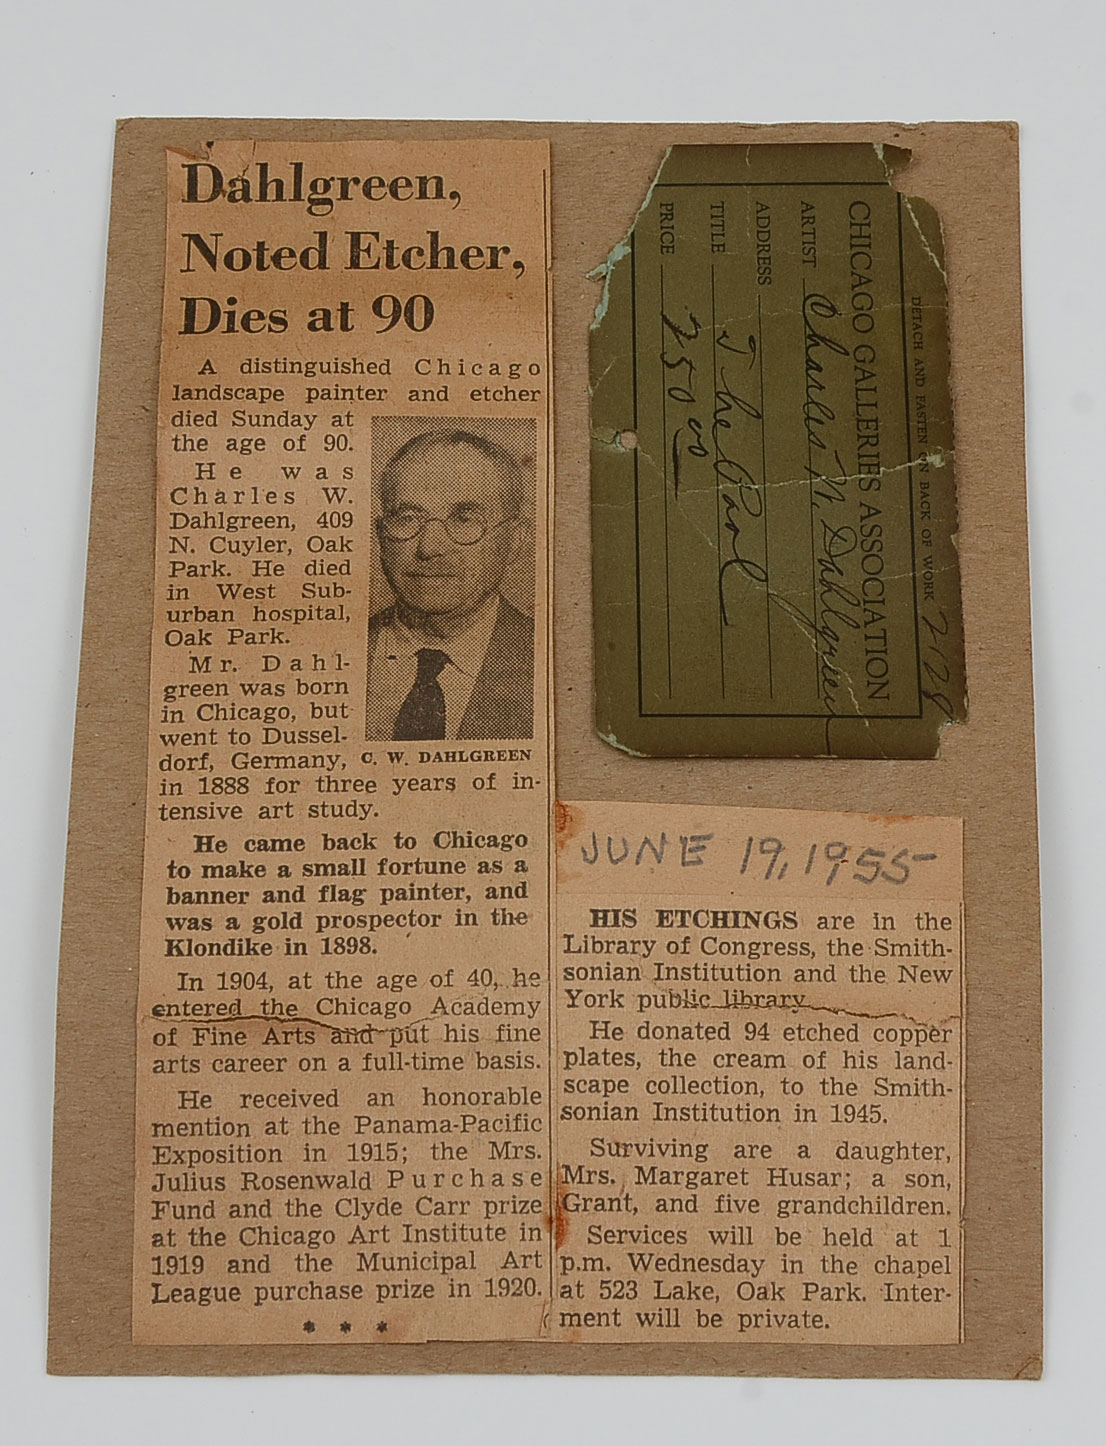 Dahlgreen,
Noted Etcher,
Dies at 90
A distinguished Chicago
landscape painter and etcher
died Sunday at
the age of 90.
He was
Charles W.
Dahlgreen, 409
N. Cuyler, Oak
Park. He died
in West Sub-
urban hospital,
Oak Park.
Mr. Dahl-
green was born
in Chicago, but
went to Dussel-
dorf, Germany,
C. W. DAHLGREEN
in 1888 for three years of in-
tensive art study.
He came back to Chicago
to make a small fortune as a
banner and flag painter, and
was a gold prospector in the
Klondike in 1898.
In 1904, at the age of 40, he
entered the Chicago Academy
of Fine Arts and put his fine
arts career on a full-time basis.
He received an honorable
mention at the Panama-Pacific
Exposition in 1915; the Mrs.
Julius Rosenwald Purchase
Fund and the Clyde Carr prize
at the Chicago Art Institute in
1919 and the Municipal Art
League purchase prize in 1920.
* * *
DETACH AND FASTEN ON BACK OF WORK 2128
CHICAGO GALLERIES ASSOCIATION
ARTIST Charles W. Dahlgreen
ADDRESS
TITLE The Pool
PRICE 250 00
JUNE 19, 1955
HIS ETCHINGS are in the
Library of Congress, the Smith-
sonian Institution and the New
York public library
He donated 94 etched copper
plates, the cream of his land-
scape collection, to the Smith-
sonian Institution in 1945.
Surviving are a daughter,
Mrs. Margaret Husar; a son,
Grant, and five grandchildren.
Services will be held at 1
p.m. Wednesday in the chapel
at 523 Lake, Oak Park. Inter-
ment will be private.